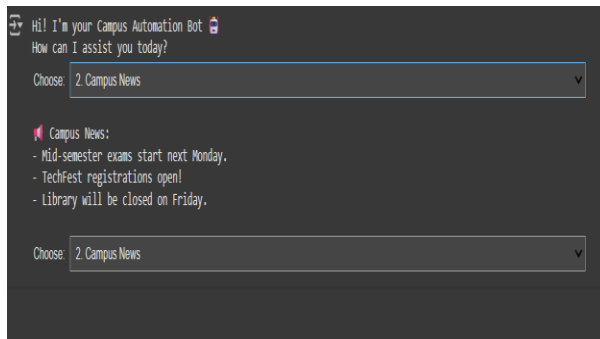 Hi! I'm your Campus Automation Bot 🤖
How can I assist you today?
Choose: 2. Campus News
📢 Campus News:
- Mid-semester exams start next Monday.
- TechFest registrations open!
- Library will be closed on Friday.
Choose: 2. Campus News